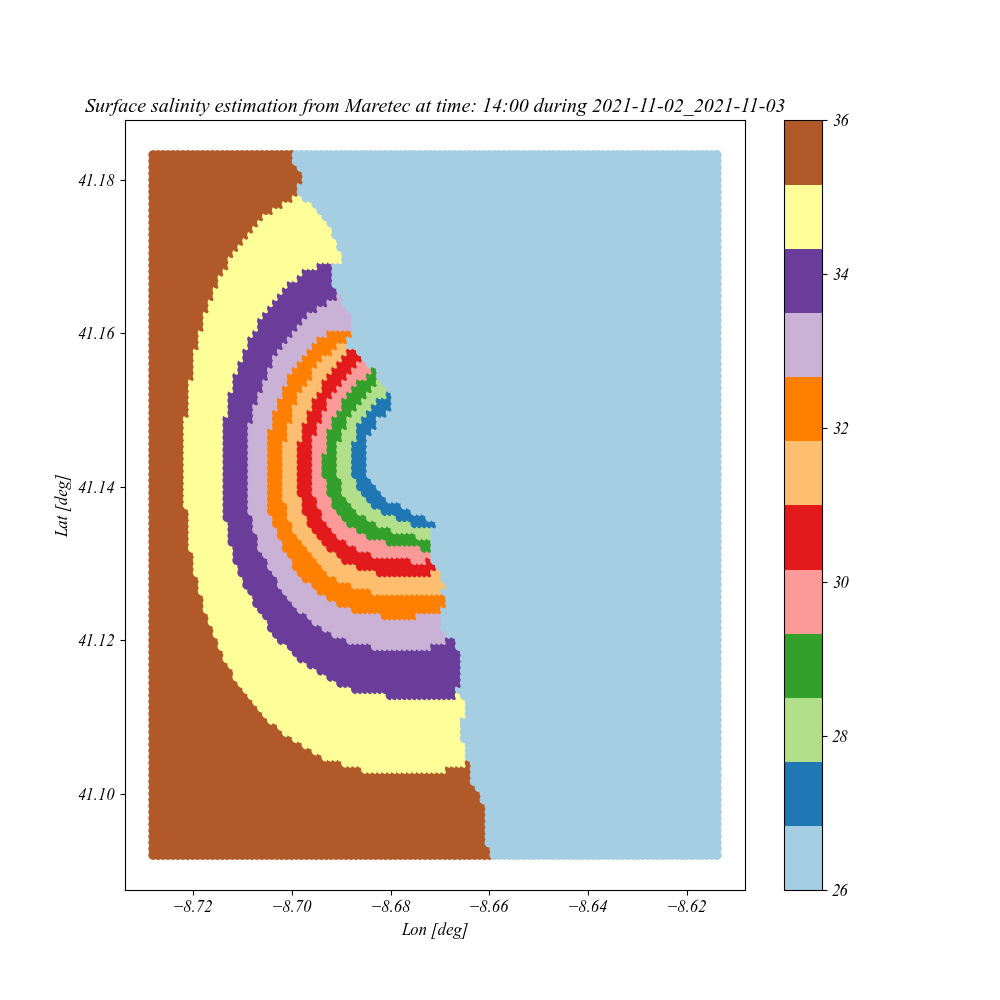 Surface salinity estimation from Maretec at time: 14:00 during 2021-11-02_2021-11-03
36
34
32
30
28
26
41.18
41.16
41.14
41.12
41.10
Lat [deg]
−8.72 −8.70 −8.68 −8.66 −8.64 −8.62
Lon [deg]